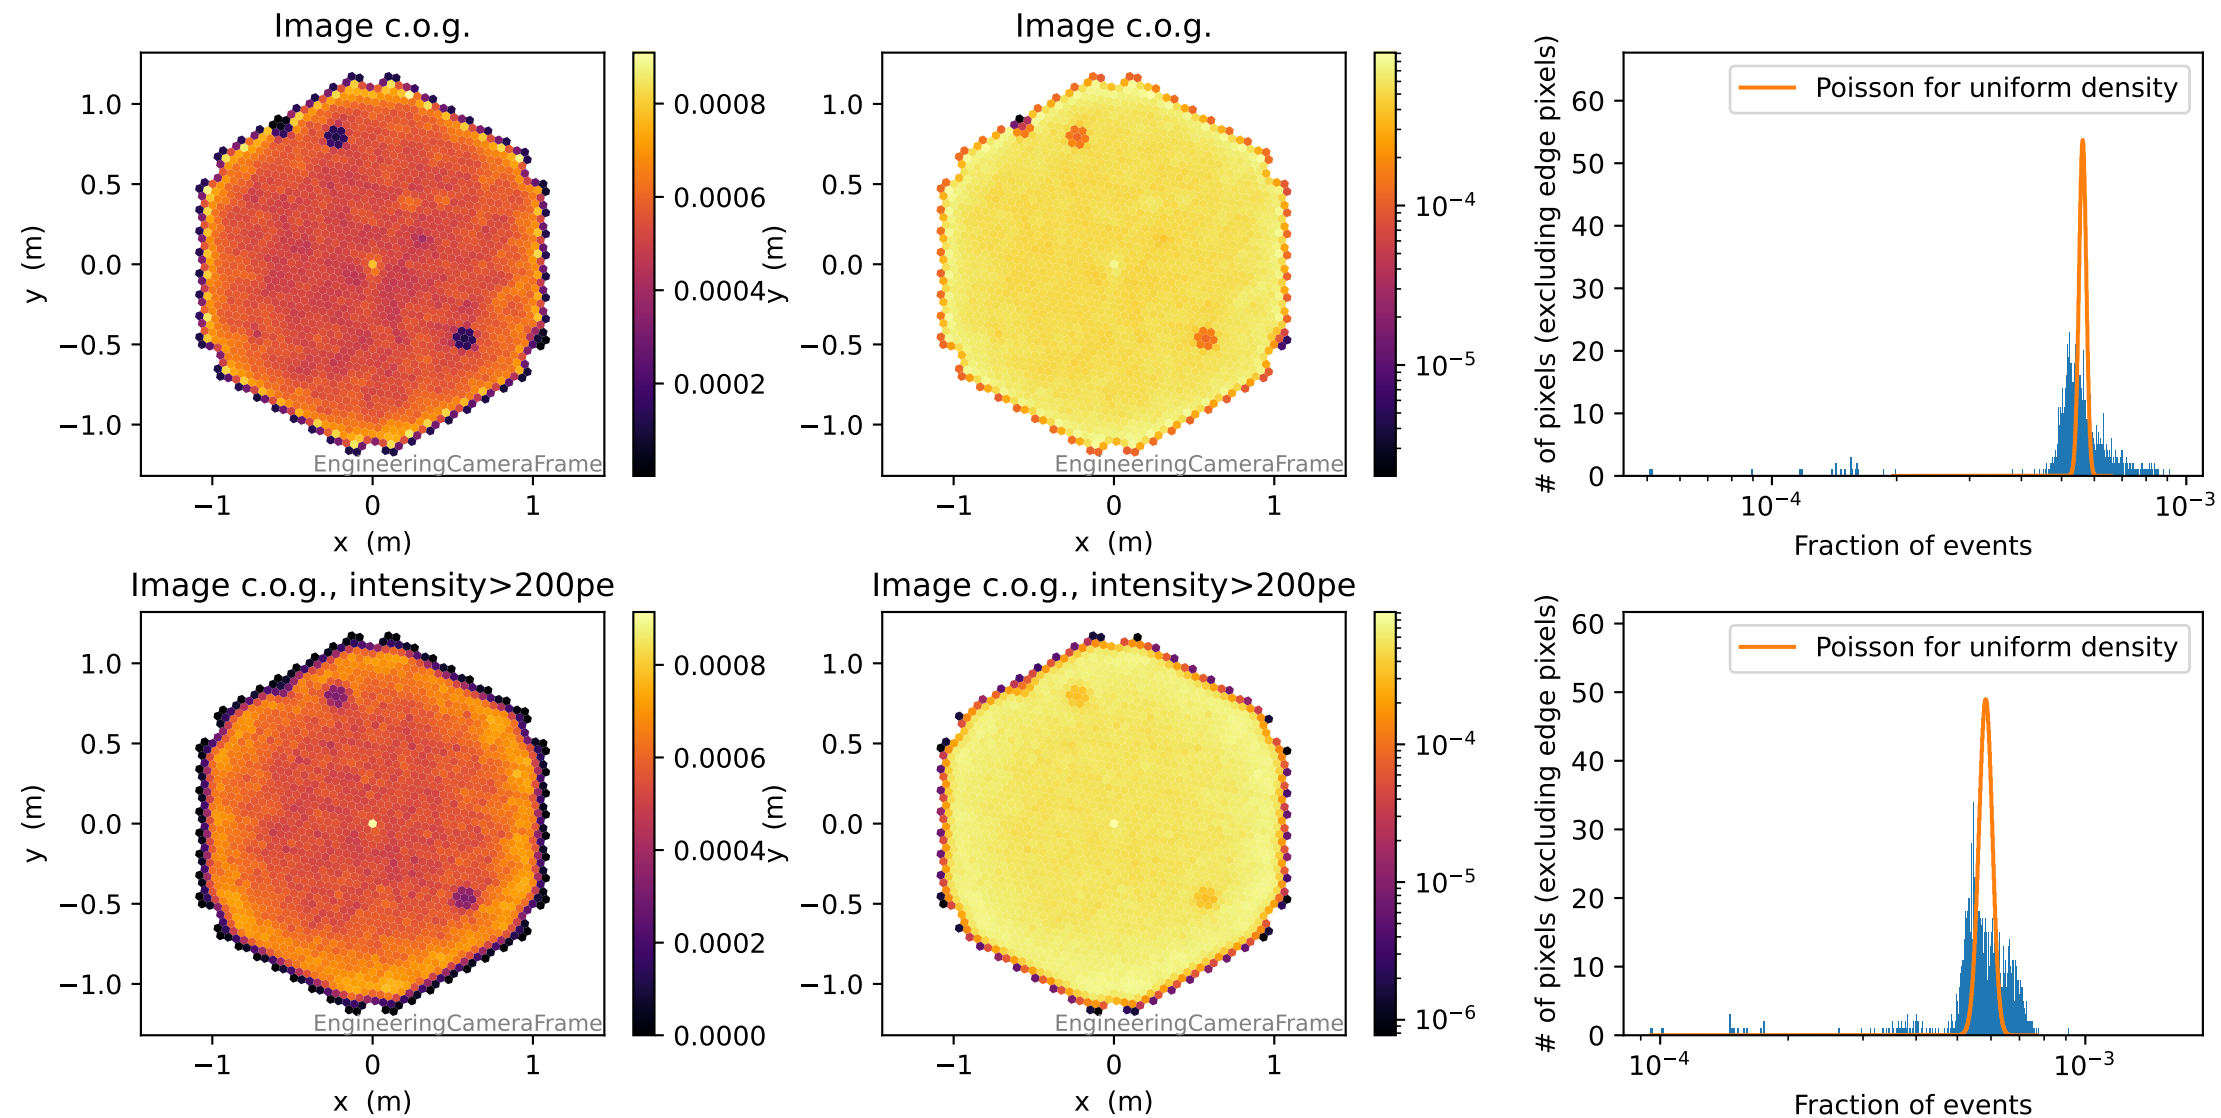 Image c.o.g.
y (m)
1.0
0.5
0.0
−0.5
−1.0
−1
0
1
x (m)
EngineeringCameraFrame
0.0008
0.0006
0.0004
0.0002
Image c.o.g.
y (m)
1.0
0.5
0.0
−0.5
−1.0
−1
0
1
x (m)
EngineeringCameraFrame
10⁻⁴
10⁻⁵
# of pixels (excluding edge pixels)
60
50
40
30
20
10
0
Poisson for uniform density
10⁻⁴
10⁻³
Fraction of events
Image c.o.g., intensity>200pe
y (m)
1.0
0.5
0.0
−0.5
−1.0
−1
0
1
x (m)
EngineeringCameraFrame
0.0008
0.0006
0.0004
0.0002
0.0000
Image c.o.g., intensity>200pe
y (m)
1.0
0.5
0.0
−0.5
−1.0
−1
0
1
x (m)
EngineeringCameraFrame
10⁻⁴
10⁻⁵
10⁻⁶
# of pixels (excluding edge pixels)
60
50
40
30
20
10
0
Poisson for uniform density
10⁻⁴
10⁻³
Fraction of events